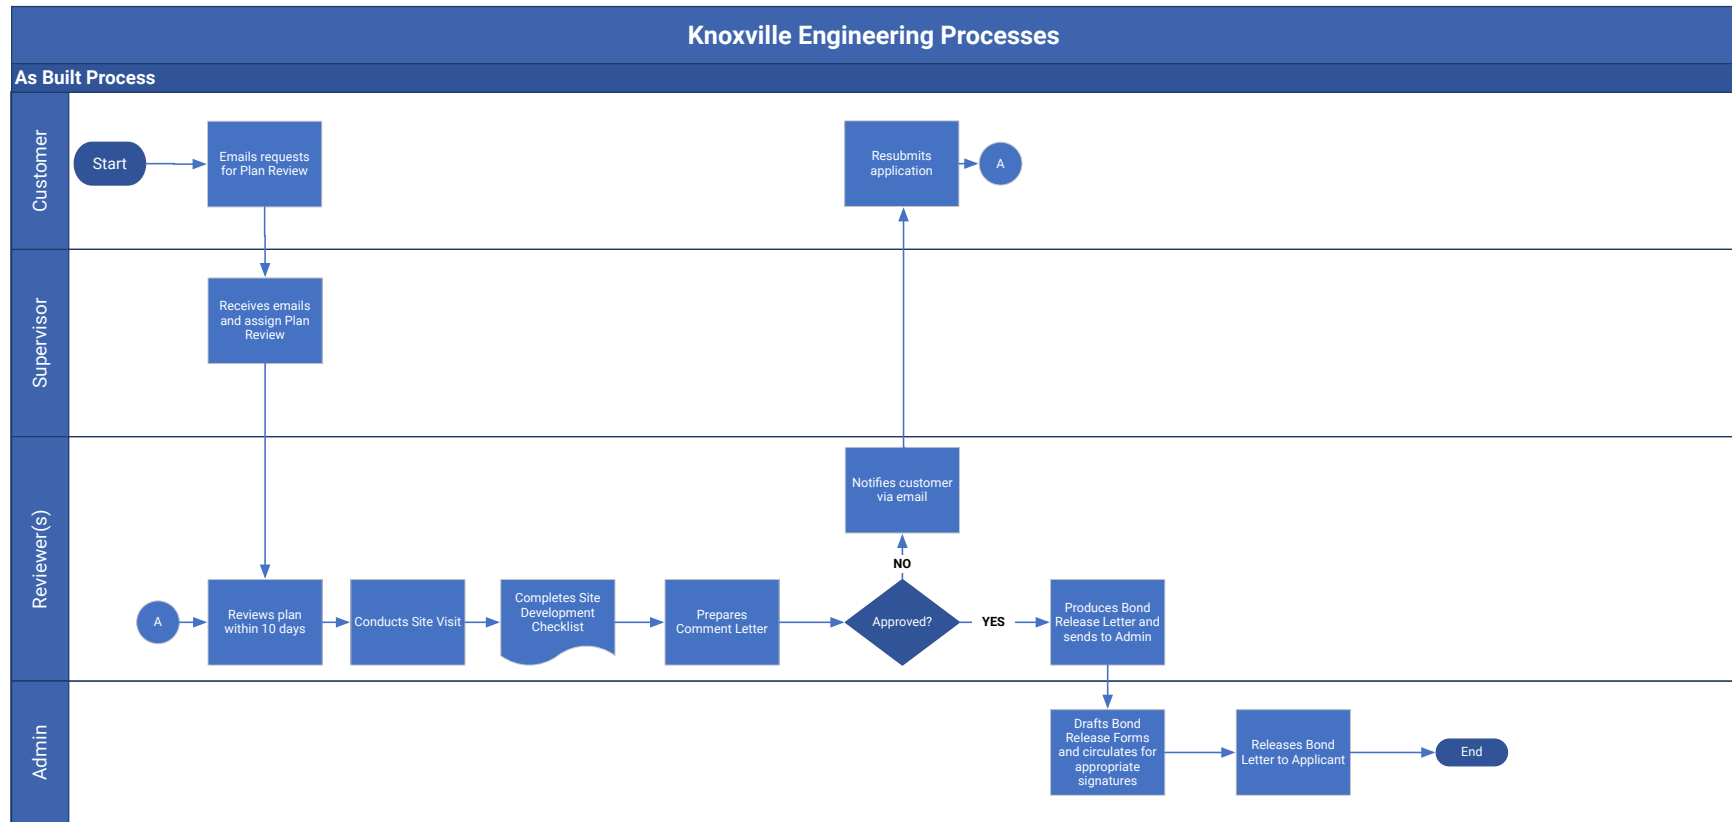 Knoxville Engineering Processes
As Built Process
Customer
Start
Emails requests
for Plan Review
Resubmits
application
A
Supervisor
Receives emails
and assign Plan
Review
Reviewer(s)
Notifies customer
via email
NO
A
Reviews plan
within 10 days
Conducts Site Visit
Completes Site
Development
Checklist
Prepares
Comment Letter
Approved?
YES
Produces Bond
Release Letter and
sends to Admin
Admin
Drafts Bond
Release Forms
and circulates for
appropriate
signatures
Releases Bond
Letter to Applicant
End